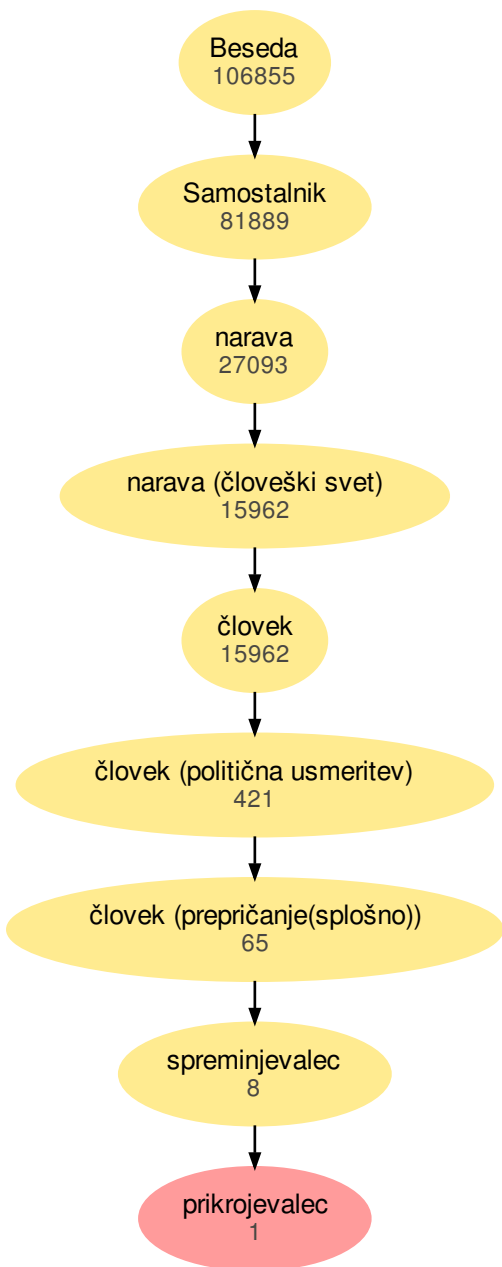 Beseda
106855
Samostalnik
81889
narava
27093
narava (človeški svet)
15962
človek
15962
človek (politična usmeritev)
421
človek (prepričanje(splošno))
65
spreminjevalec
8
prikrojevalec
1